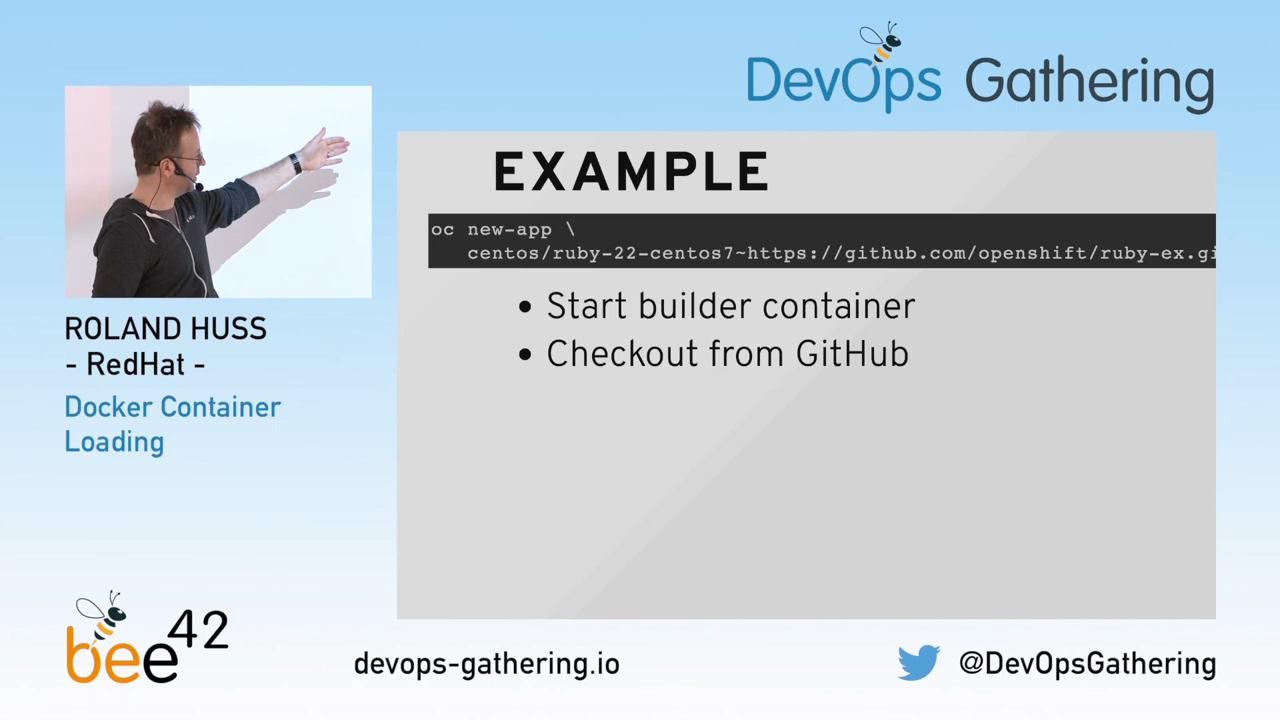 DevOps Gathering
EXAMPLE
oc new-app \
centos/ruby-22-centos7~https://github.com/openshift/ruby-ex.gi
• Start builder container
• Checkout from GitHub
ROLAND HUSS
- RedHat -
Docker Container
Loading
bee42
devops-gathering.io
@DevOpsGathering